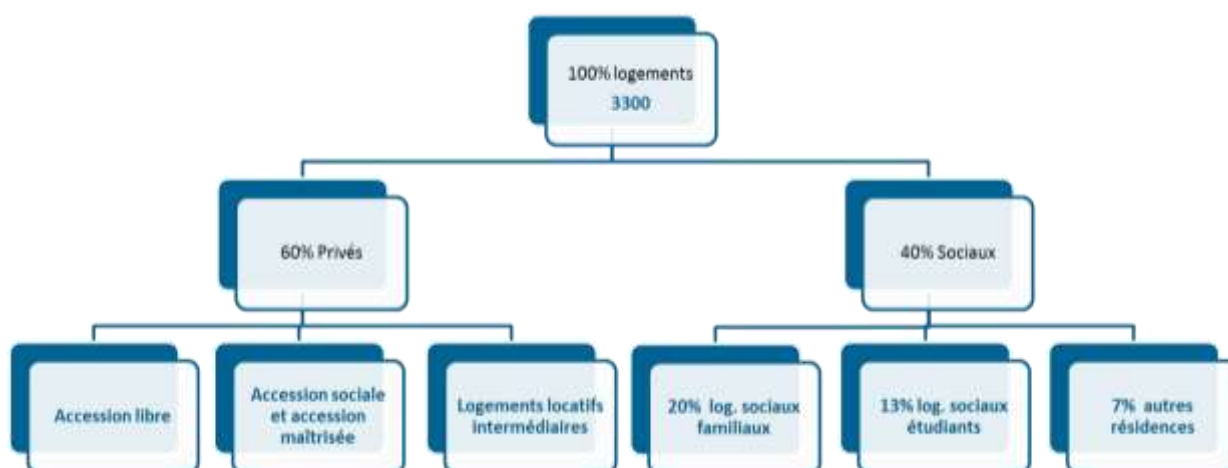 100% logements
3300
60% Privés
40% Sociaux
Accession libre
Accession sociale
et accession
maîtrisée
Logements locatifs
intermédiaires
20% log. sociaux
familiaux
13% log. sociaux
étudiants
7% autres
résidences